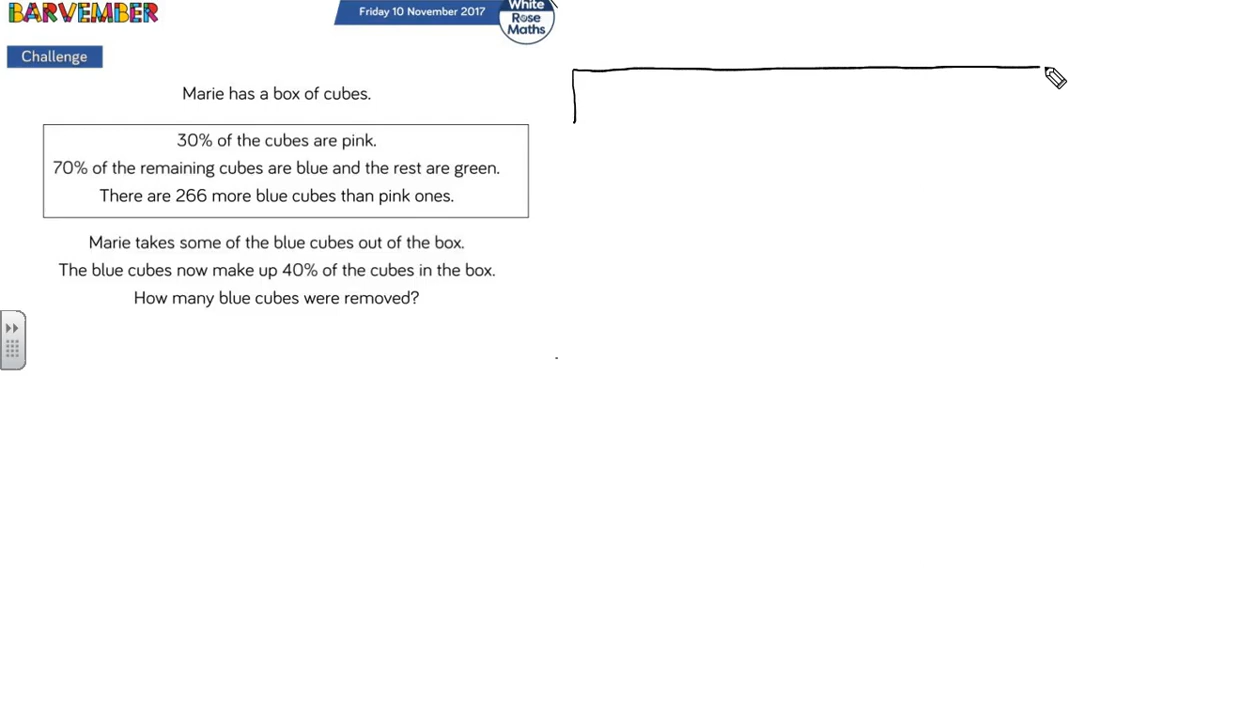 BARVEMBER
Friday 10 November 2017
White
Rose
Maths
Challenge
Marie has a box of cubes.
30% of the cubes are pink.
70% of the remaining cubes are blue and the rest are green.
There are 266 more blue cubes than pink ones.
Marie takes some of the blue cubes out of the box.
The blue cubes now make up 40% of the cubes in the box.
How many blue cubes were removed?